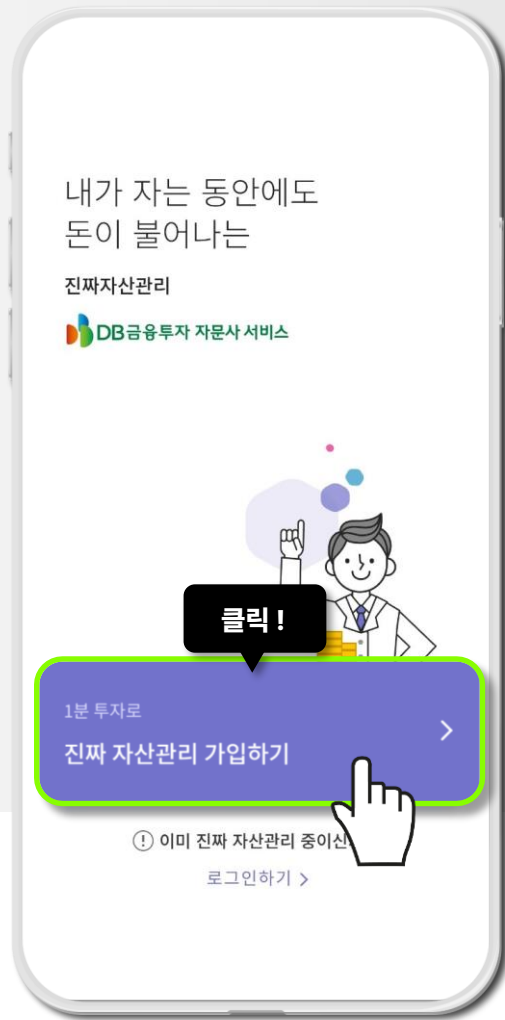 내가 자는 동안에도
돈이 불어나는
진짜자산관리
DB금융투자 자문사 서비스
클릭 !
1분 투자로
진짜 자산관리 가입하기
이미 진짜 자산관리 중이신
로그인하기 >